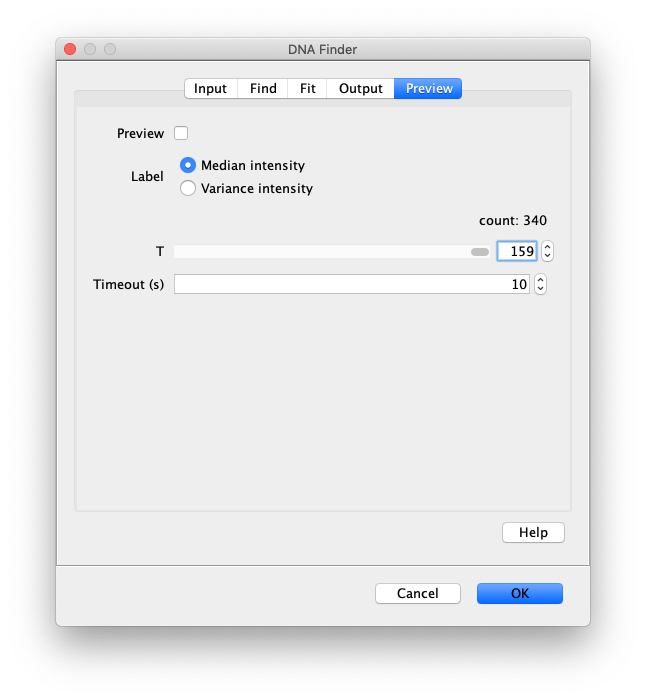 DNA Finder
Input Find Fit Output Preview
Preview
Label
Median intensity
Variance intensity
count: 340
T 159
Timeout (s) 10
Help
Cancel OK